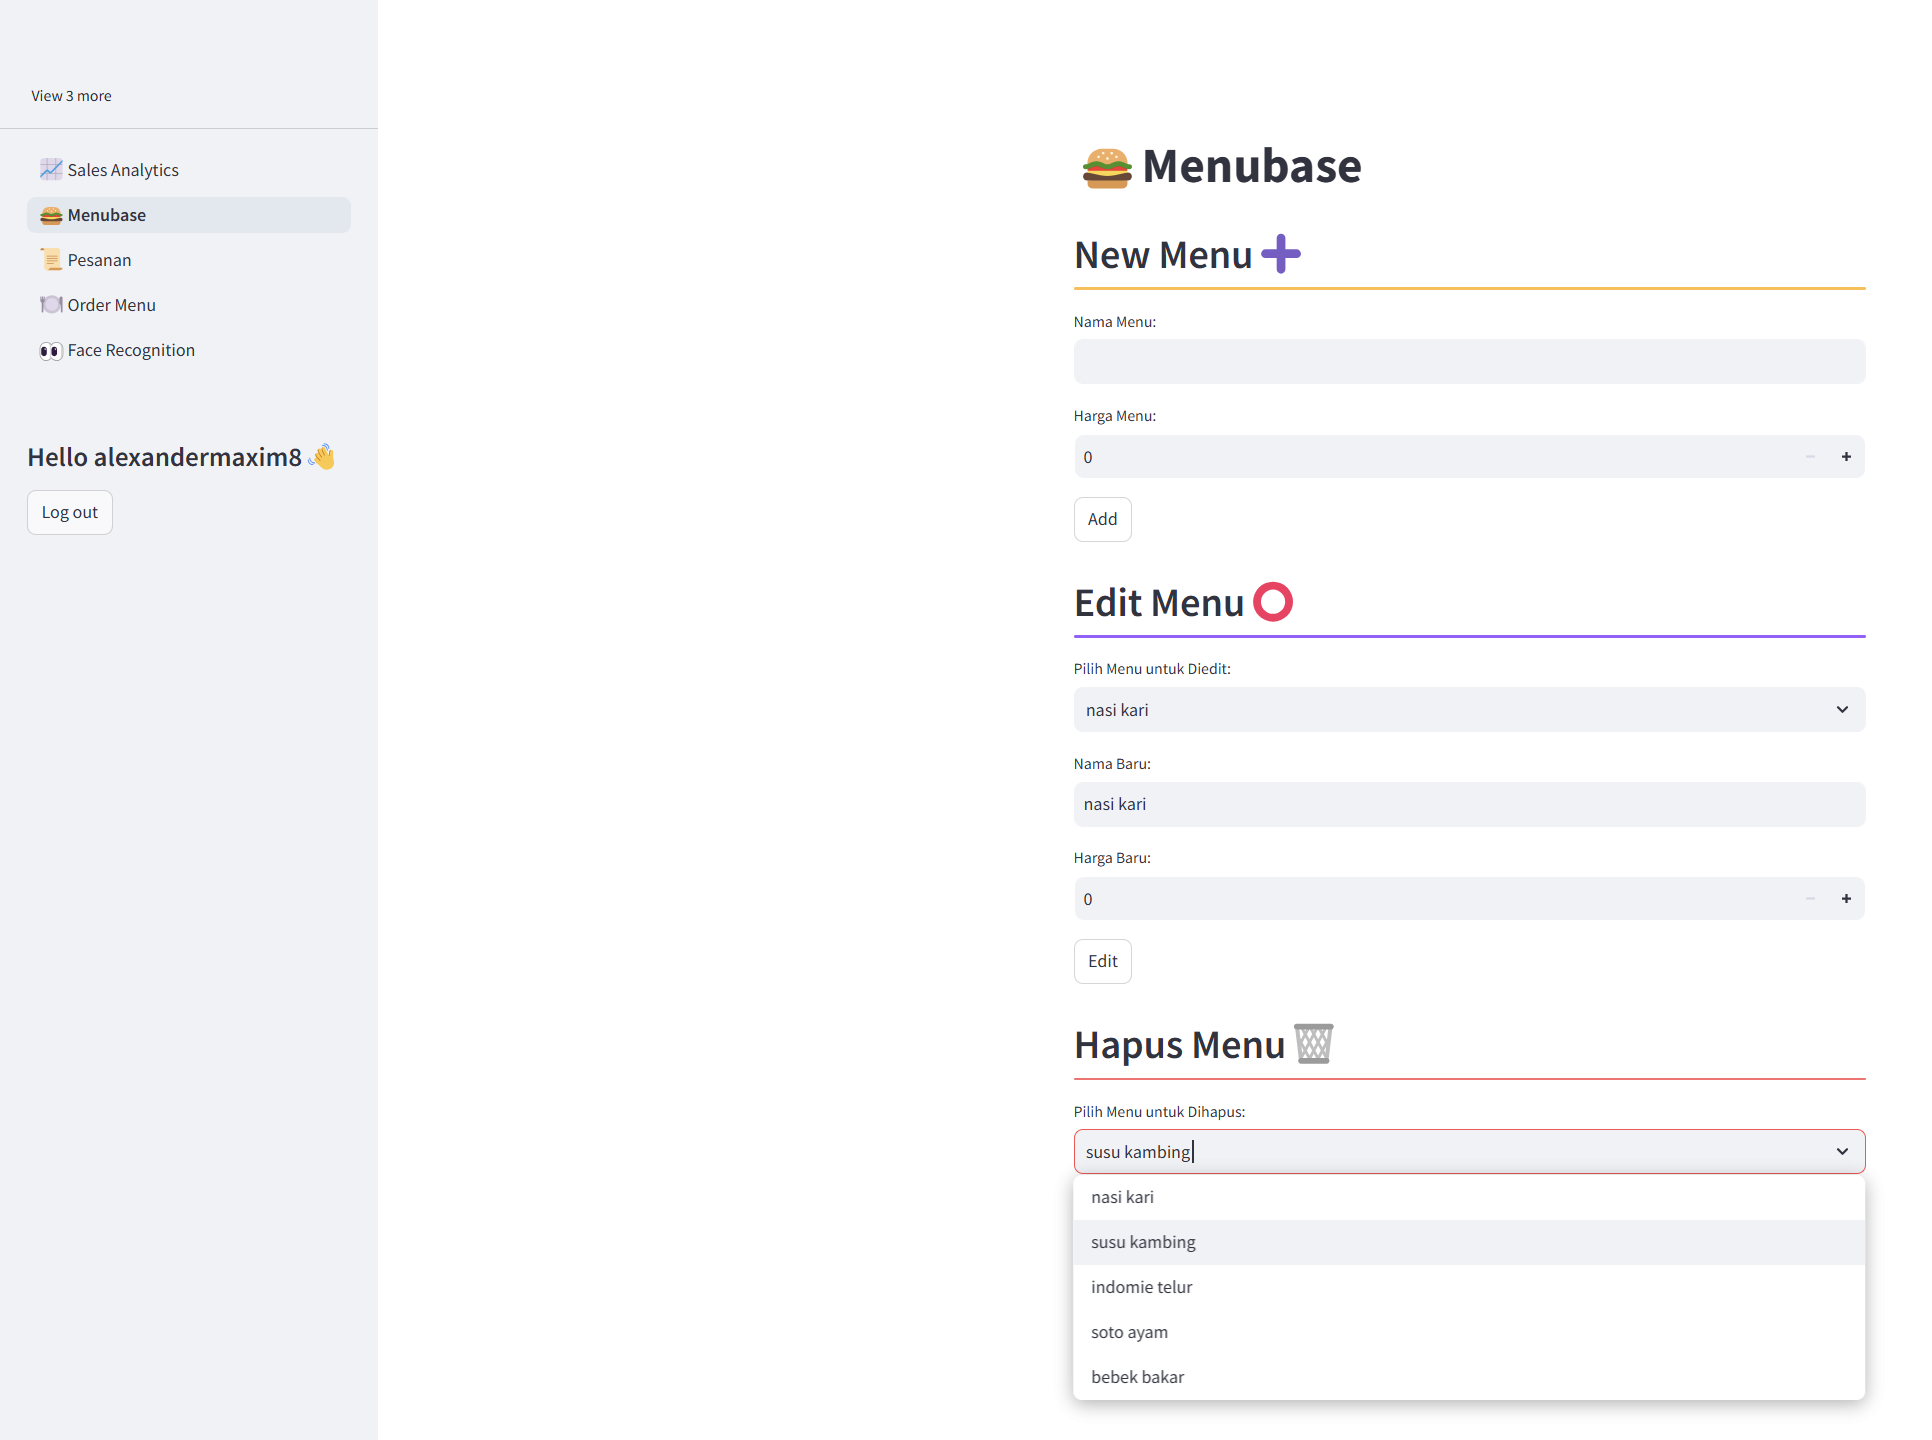 View 3 more
Sales Analytics
Menubase
Pesanan
Order Menu
Face Recognition
Hello alexandermaxim8
Log out
Menubase
New Menu
Nama Menu:
Harga Menu:
0
Add
Edit Menu
Pilih Menu untuk Diedit:
nasi kari
Nama Baru:
nasi kari
Harga Baru:
0
Edit
Hapus Menu
Pilih Menu untuk Dihapus:
susu kambing
nasi kari
susu kambing
indomie telur
soto ayam
bebek bakar